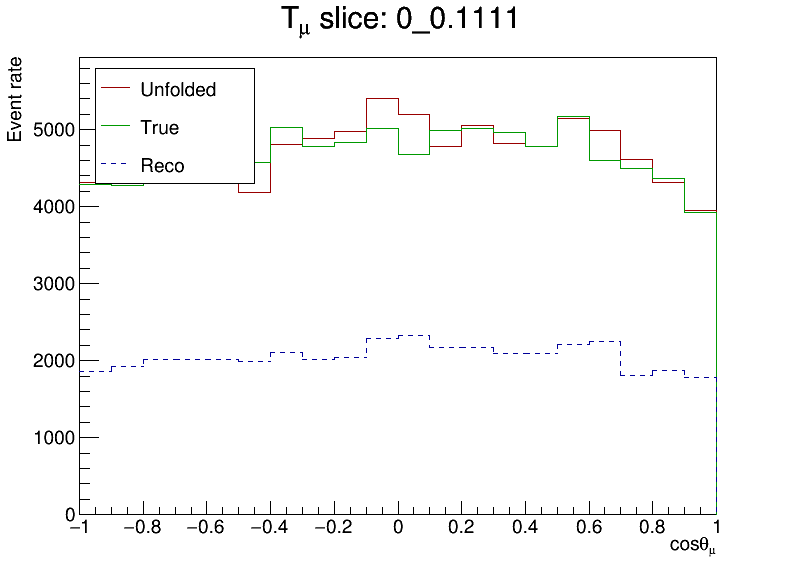 Tμ slice: 0_0.1111
Event rate
Unfolded
True
Reco
5000
4000
3000
2000
1000
0
−1 −0.8 −0.6 −0.4 −0.2 0 0.2 0.4 0.6 0.8 1
cosθμ